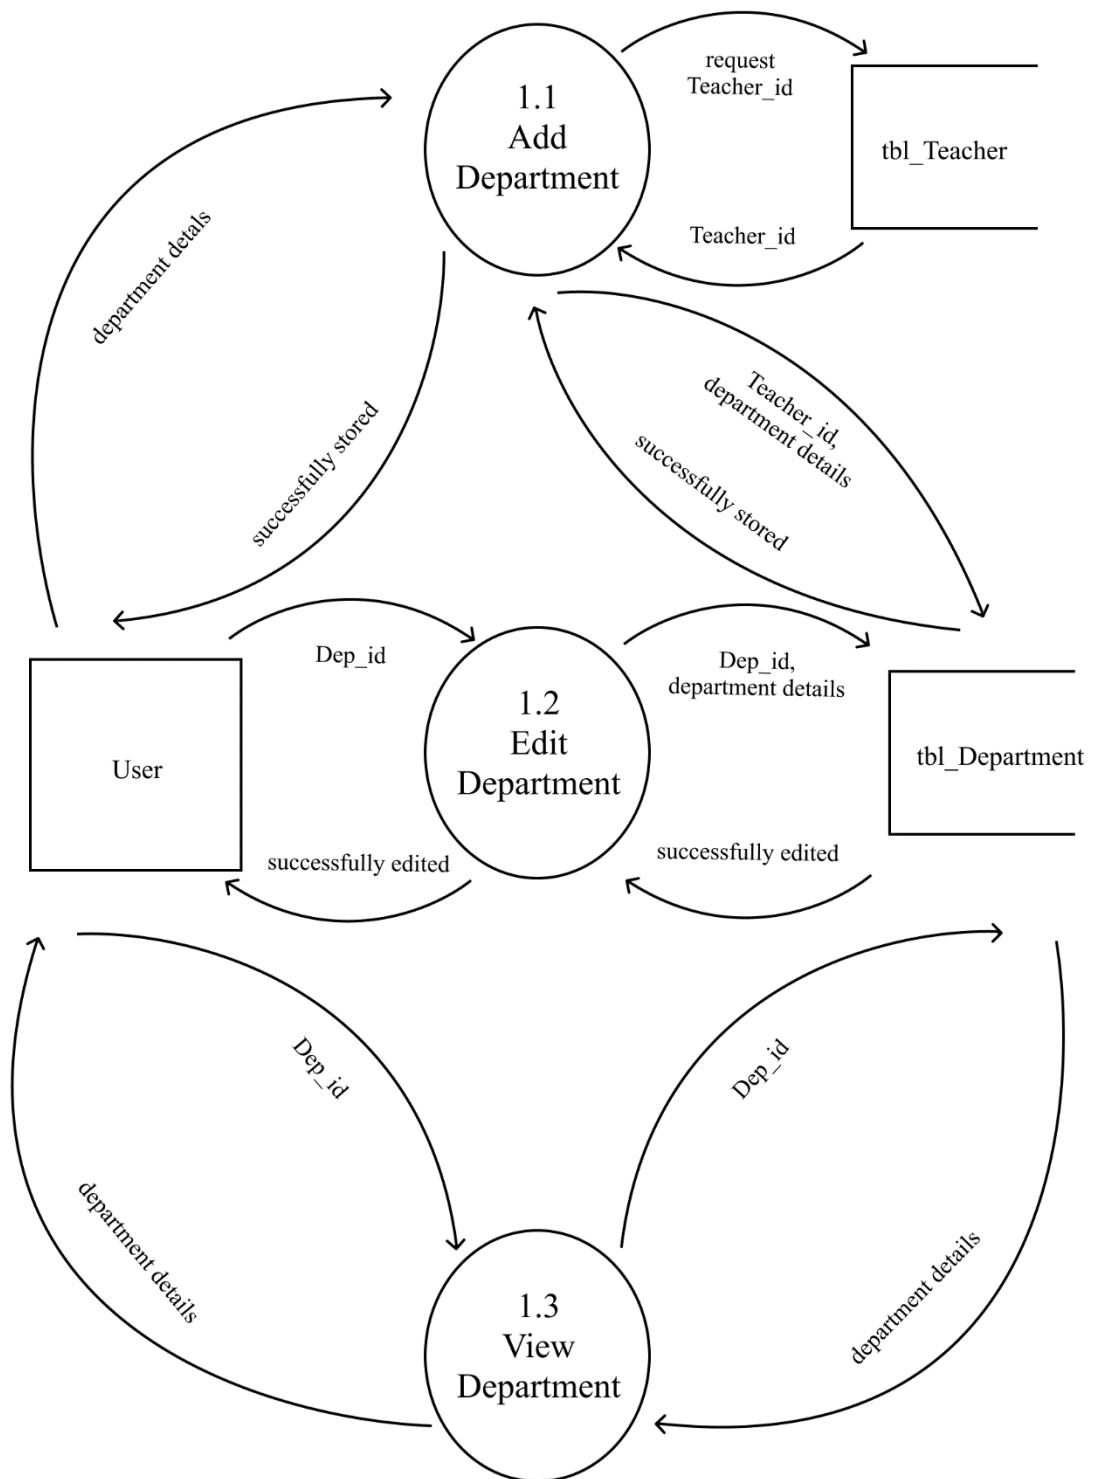 1.1
Add
Department
request
Teacher_id
tbl_Teacher
Teacher_id
department detals
successfully stored
Teacher_id,
department details
successfully stored
Dep_id
1.2
Edit
Department
Dep_id,
department details
User
tbl_Department
successfully edited
successfully edited
Dep_id
Dep_id
department details
department details
1.3
View
Department